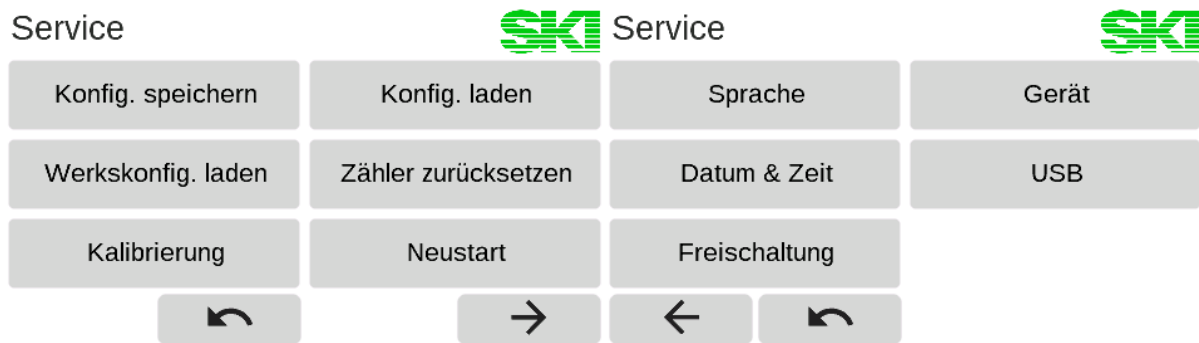 Service
SKI
Konfig. speichern
Konfig. laden
Werkskonfig. laden
Zähler zurücksetzen
Kalibrierung
Neustart
Service
SKI
Sprache
Gerät
Datum & Zeit
USB
Freischaltung